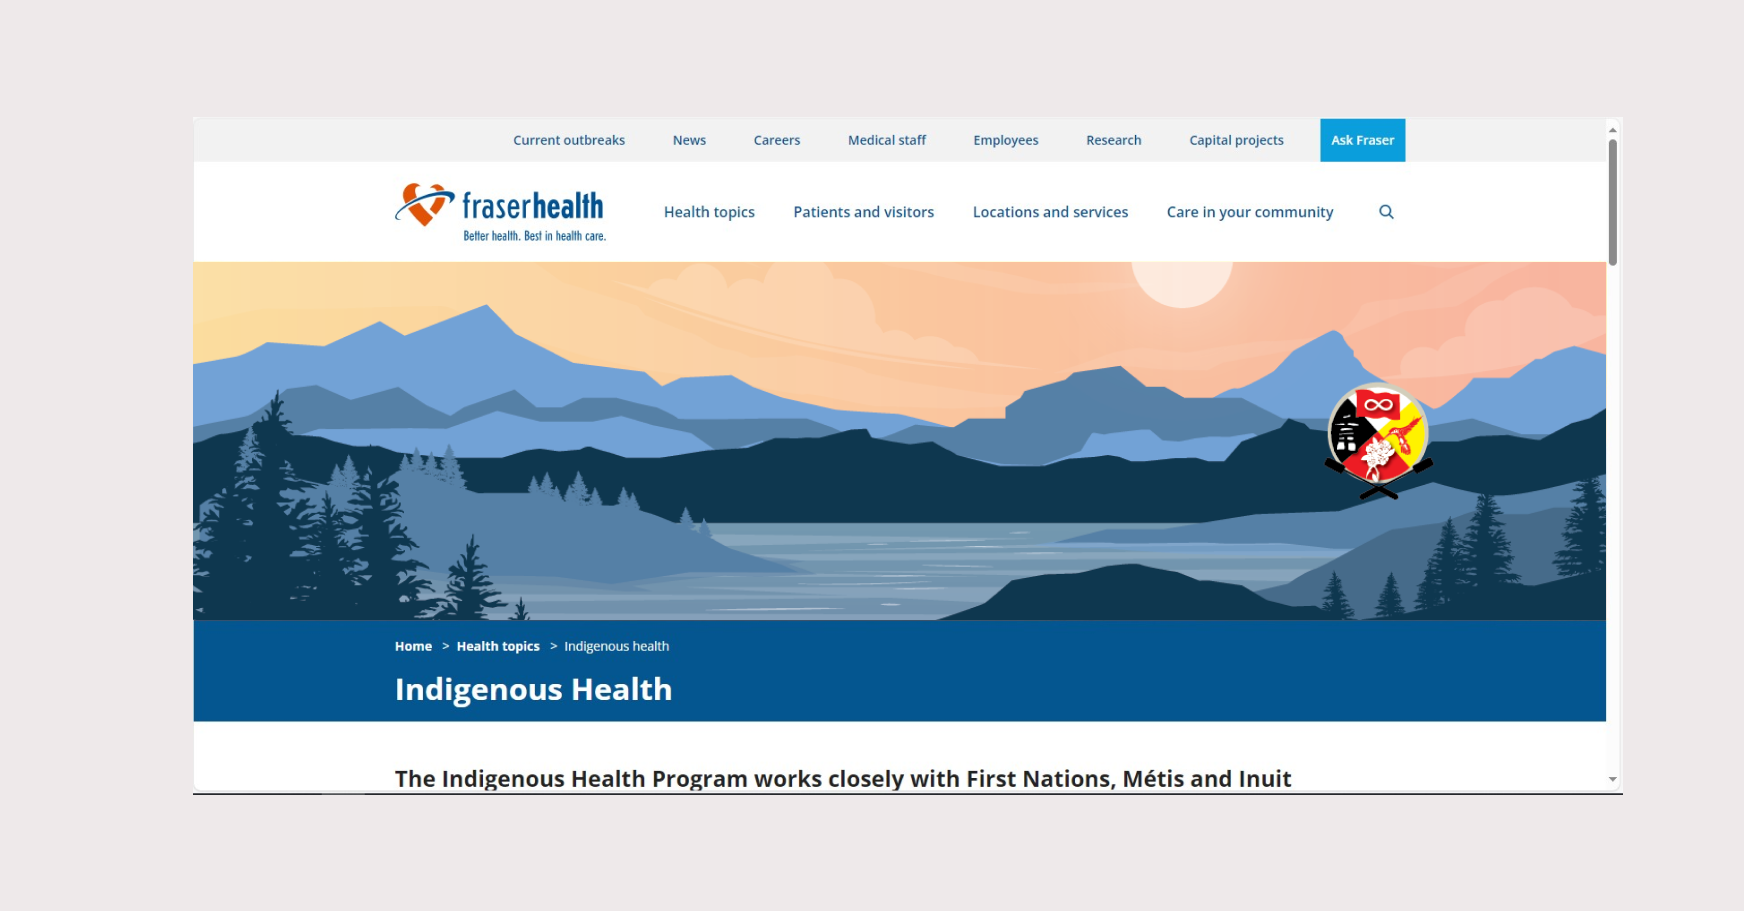 Current outbreaks News Careers Medical staff Employees Research Capital projects Ask Fraser
fraserhealth
Better health. Best in health care.
Health topics Patients and visitors Locations and services Care in your community
Home > Health topics > Indigenous health
Indigenous Health
The Indigenous Health Program works closely with First Nations, Métis and Inuit